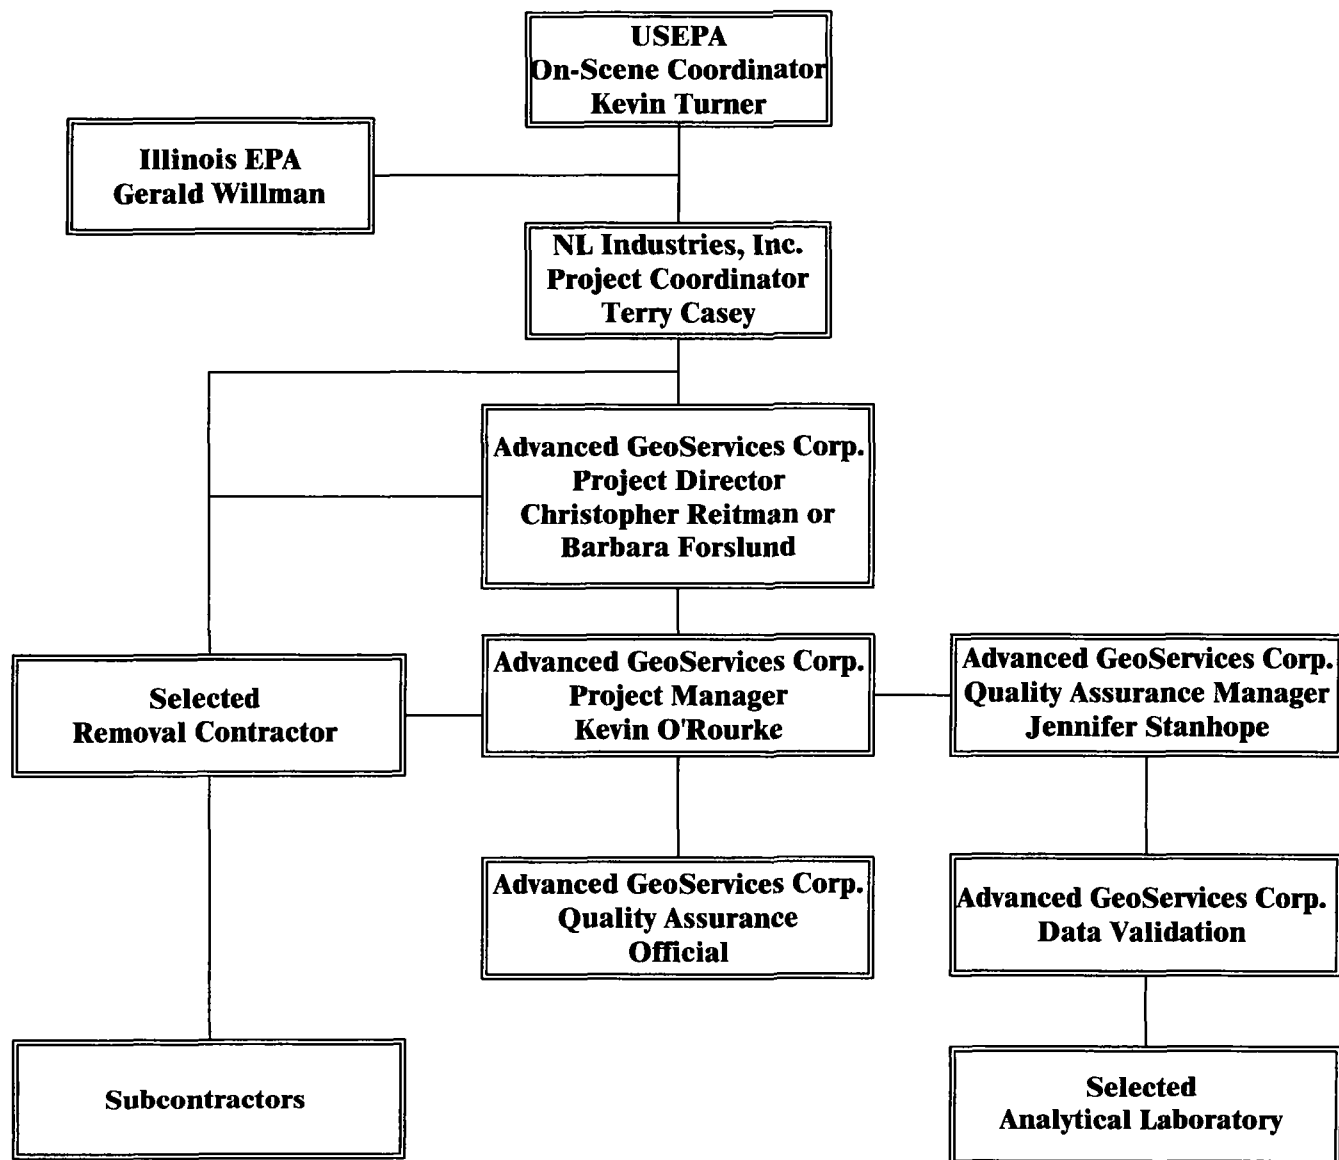 USEPA
On-Scene Coordinator
Kevin Turner
Illinois EPA
Gerald Willman
NL Industries, Inc.
Project Coordinator
Terry Casey
Advanced GeoServices Corp.
Project Director
Christopher Reitman or
Barbara Forslund
Selected
Removal Contractor
Advanced GeoServices Corp.
Project Manager
Kevin O'Rourke
Advanced GeoServices Corp.
Quality Assurance Manager
Jennifer Stanhope
Advanced GeoServices Corp.
Quality Assurance
Official
Advanced GeoServices Corp.
Data Validation
Subcontractors
Selected
Analytical Laboratory